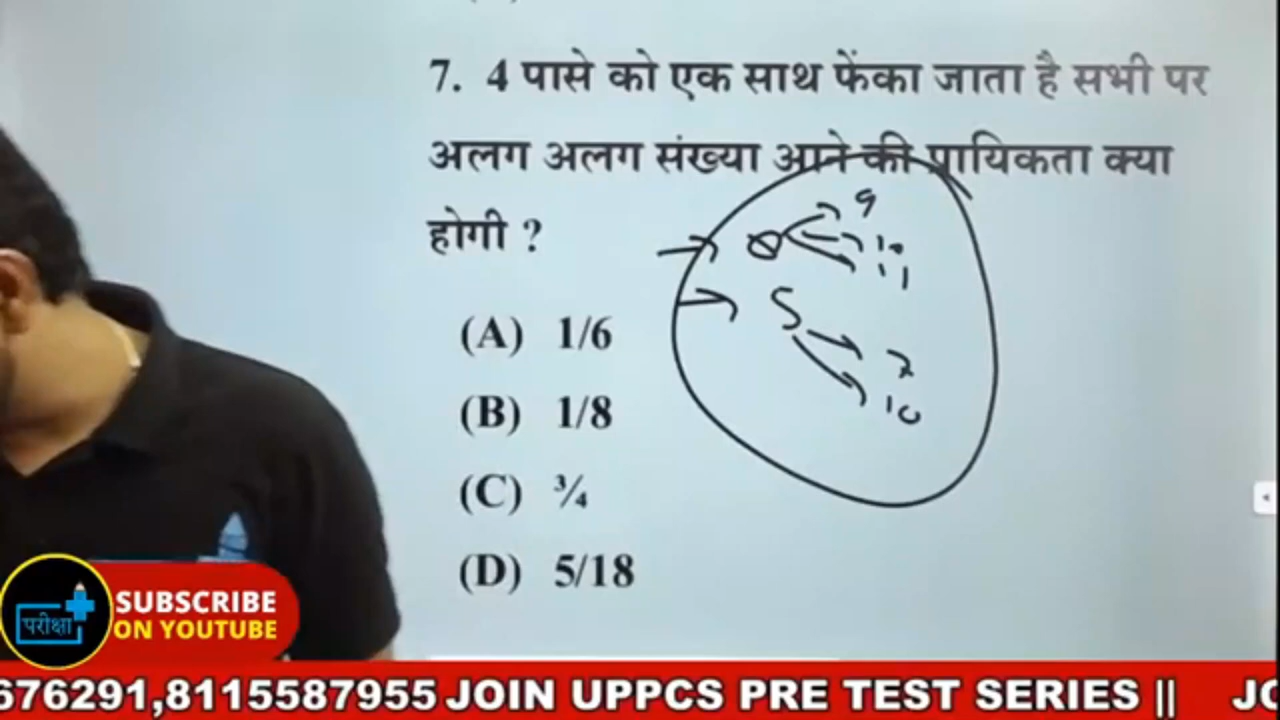 7. 4 पासे को एक साथ फेंका जाता है सभी पर
अलग अलग संख्या आने की प्रायिकता क्या
होगी ?
9
10
11
5
7
10
(A) 1/6
(B) 1/8
(C) ¾
(D) 5/18
परीक्षा
SUBSCRIBE
ON YOUTUBE
676291,8115587955 JOIN UPPCS PRE TEST SERIES || JO